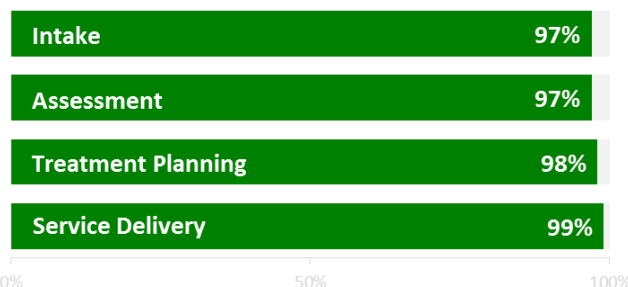 Intake 97%
Assessment 97%
Treatment Planning 98%
Service Delivery 99%
0% 50% 100%